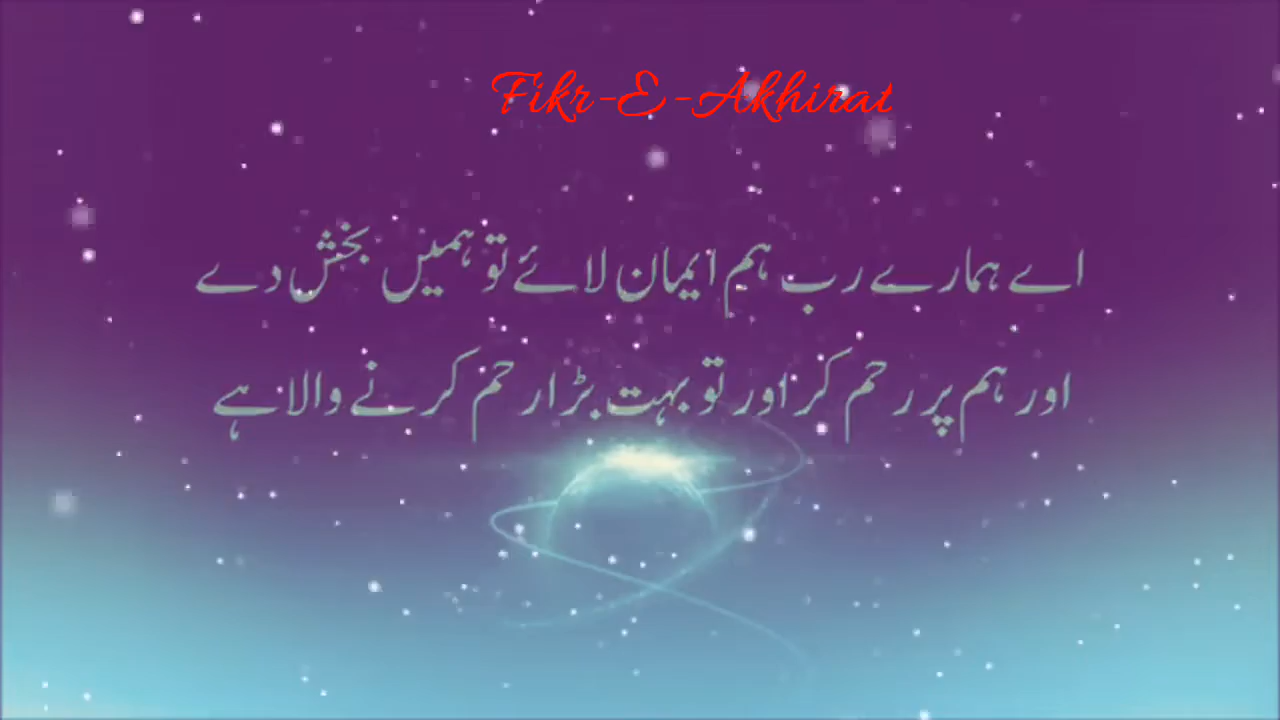 Fikr-E-Akhirat
اے ہمارے رب ہم ایمان لائے تو ہمیں بخش دے
اور ہم پر رحم کر اور تو بہت بڑا رحم کرنے والا ہے